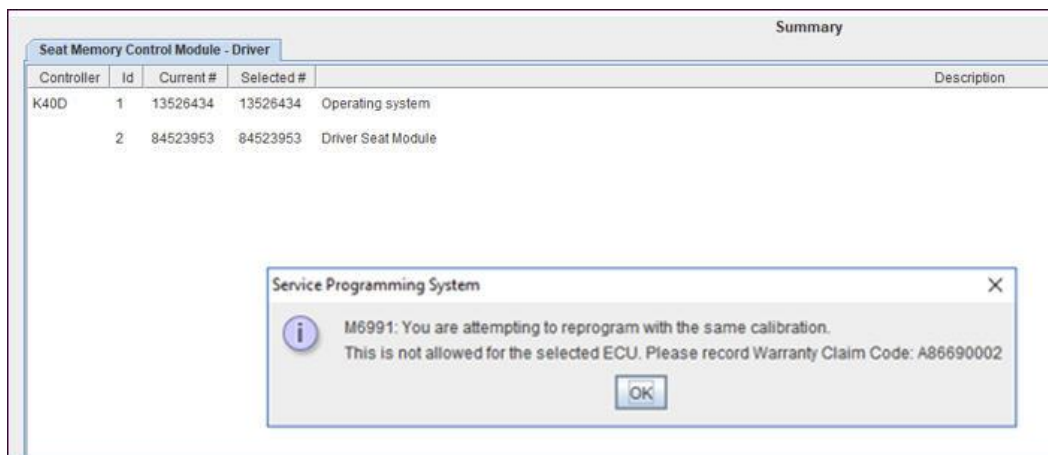 Summary
Seat Memory Control Module - Driver
Controller Id Current # Selected # Description
K40D 1 13526434 13526434 Operating system
2 84523953 84523953 Driver Seat Module
Service Programming System
M6991: You are attempting to reprogram with the same calibration.
This is not allowed for the selected ECU. Please record Warranty Claim Code: A86690002
OK